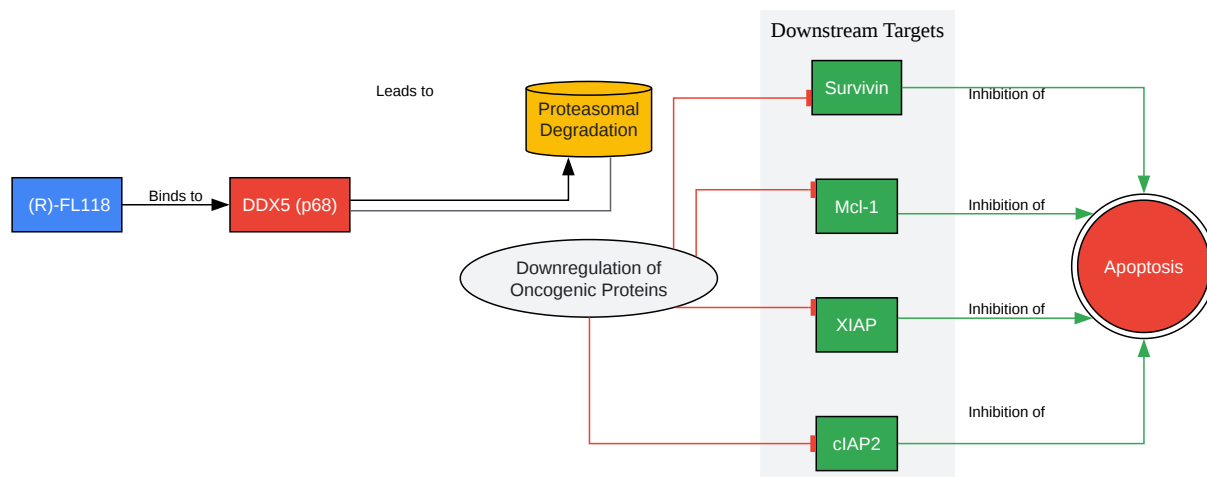 Downstream Targets
Survivin
Inhibition of
Leads to
Proteasomal
Degradation
(R)-FL118
Binds to
DDX5 (p68)
Mcl-1
Inhibition of
Downregulation of
Oncogenic Proteins
Apoptosis
XIAP
Inhibition of
cIAP2
Inhibition of